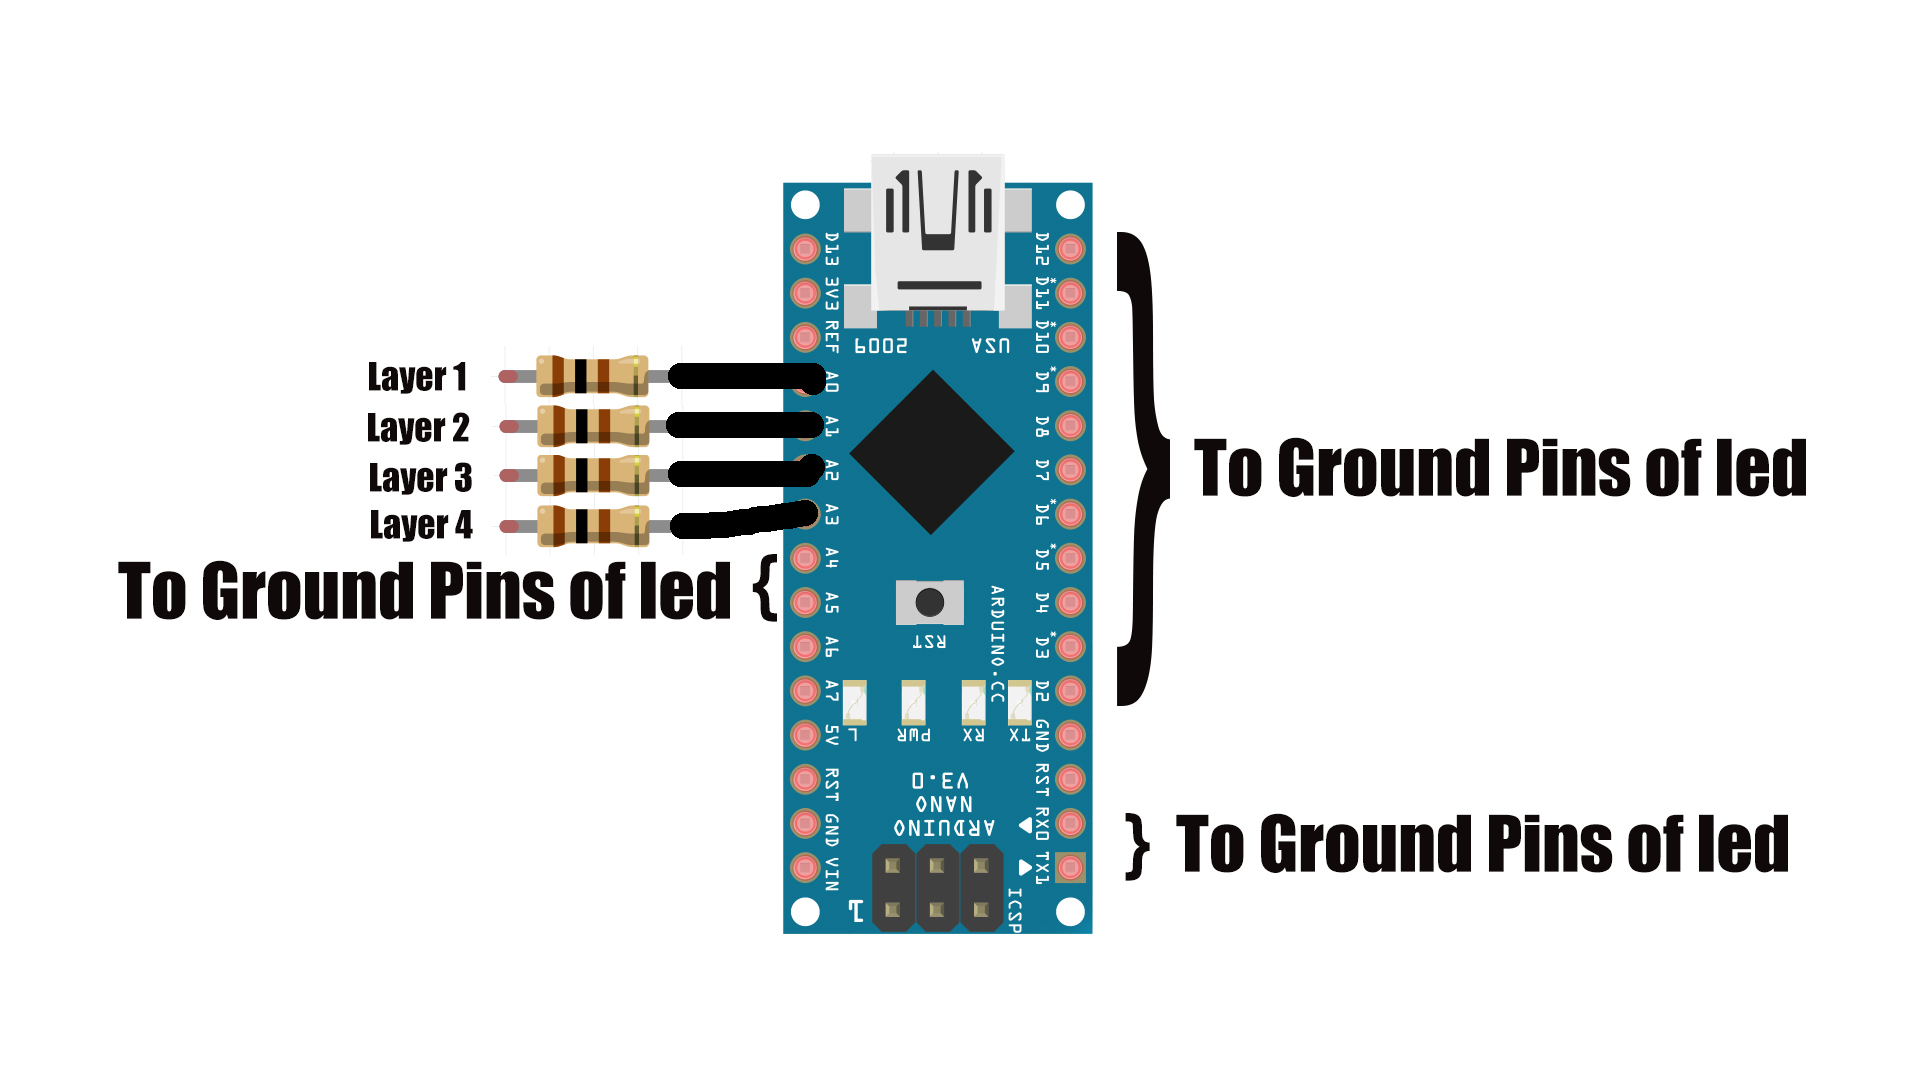 Layer 1
Layer 2
Layer 3
Layer 4
To Ground Pins of led {
} To Ground Pins of led
} To Ground Pins of led
D13
3V3
REF
A0
A1
A2
A3
A4
A5
A6
A7
5V
RST
GND
VIN
D12
D11*
D10*
D9*
D8
D7
D6*
D5*
D4
D3*
D2
GND
RST
RX0
TX1
2009
USA
RST
ARDUINO.CC
L
PWR
RX
TX
V3.0
NANO
ARDUINO
1
ICSP